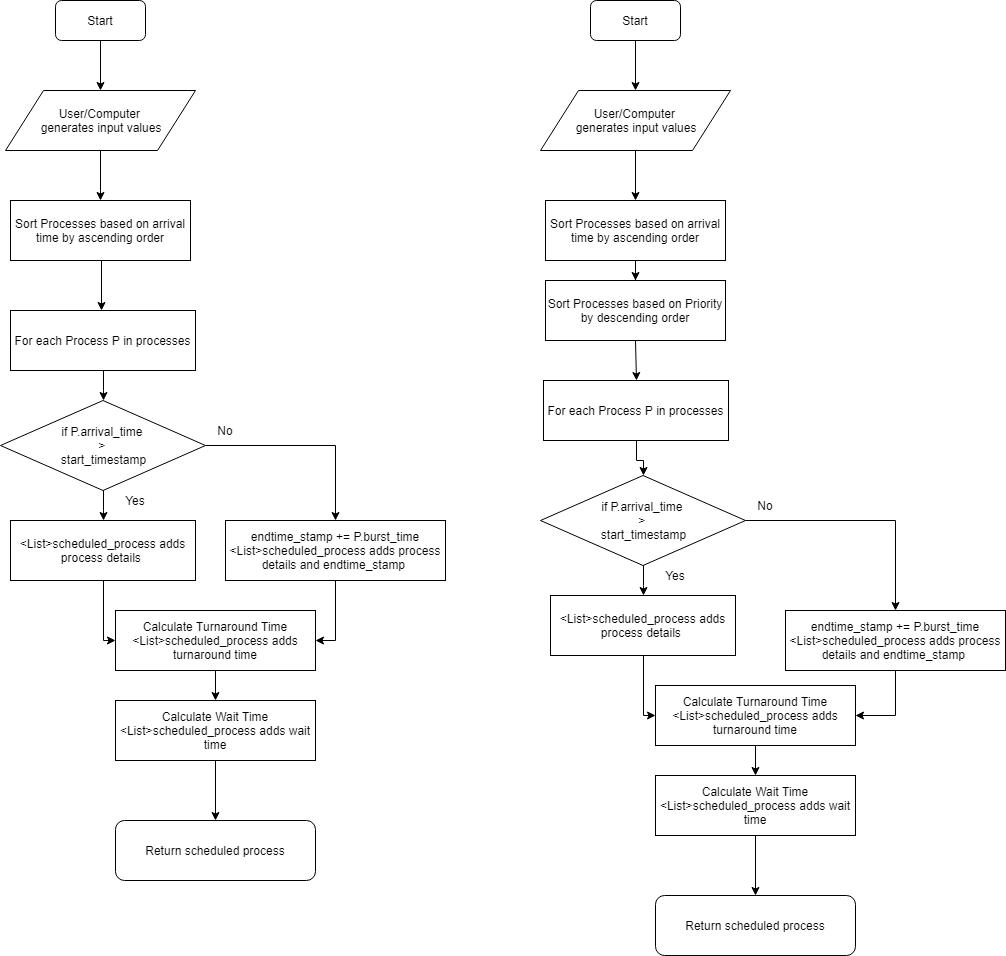 Start
User/Computer
generates input values
Sort Processes based on arrival
time by ascending order
For each Process P in processes
if P.arrival_time
>
start_timestamp
No
Yes
<List>scheduled_process adds
process details
endtime_stamp += P.burst_time
<List>scheduled_process adds process
details and endtime_stamp
Calculate Turnaround Time
<List>scheduled_process adds
turnaround time
Calculate Wait Time
<List>scheduled_process adds wait
time
Return scheduled process
Start
User/Computer
generates input values
Sort Processes based on arrival
time by ascending order
Sort Processes based on Priority
by descending order
For each Process P in processes
if P.arrival_time
>
start_timestamp
No
Yes
<List>scheduled_process adds
process details
endtime_stamp += P.burst_time
<List>scheduled_process adds process
details and endtime_stamp
Calculate Turnaround Time
<List>scheduled_process adds
turnaround time
Calculate Wait Time
<List>scheduled_process adds wait
time
Return scheduled process